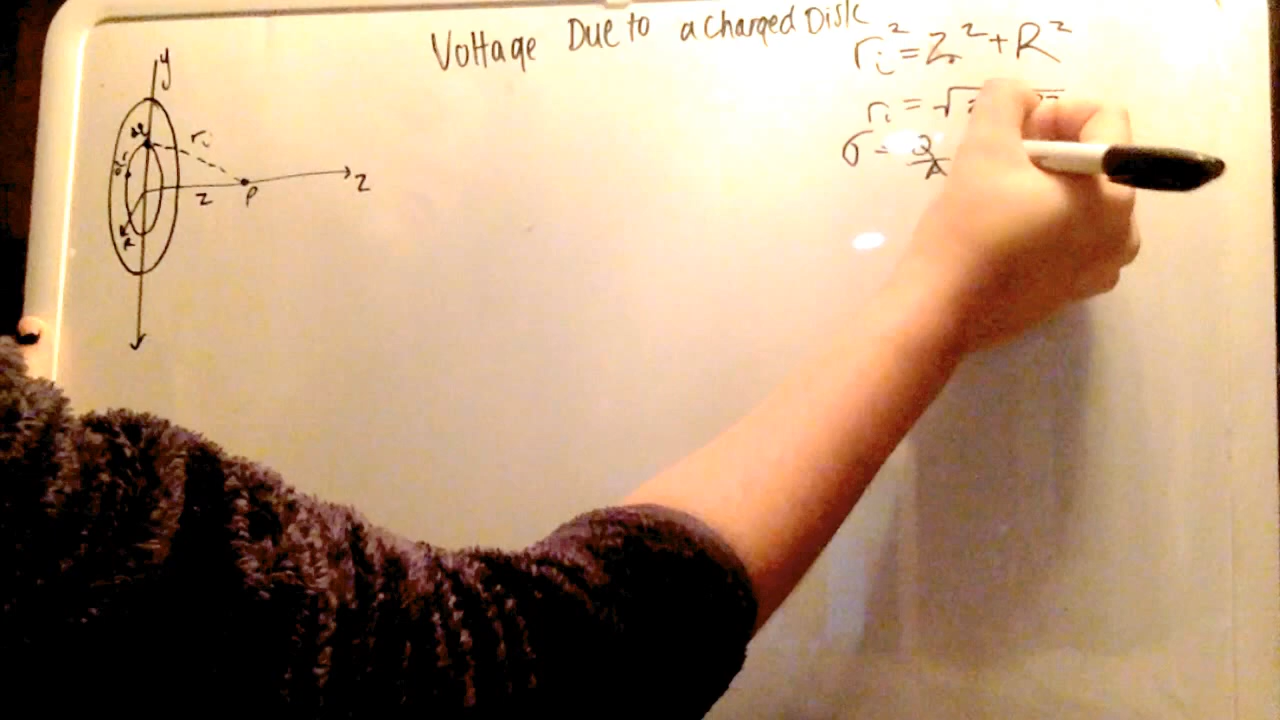 Voltage Due to a Charged Disk
rᵢ² = Z² + R²
rᵢ = √
σ = Q/A
y
rᵢ
z
P
Z
R